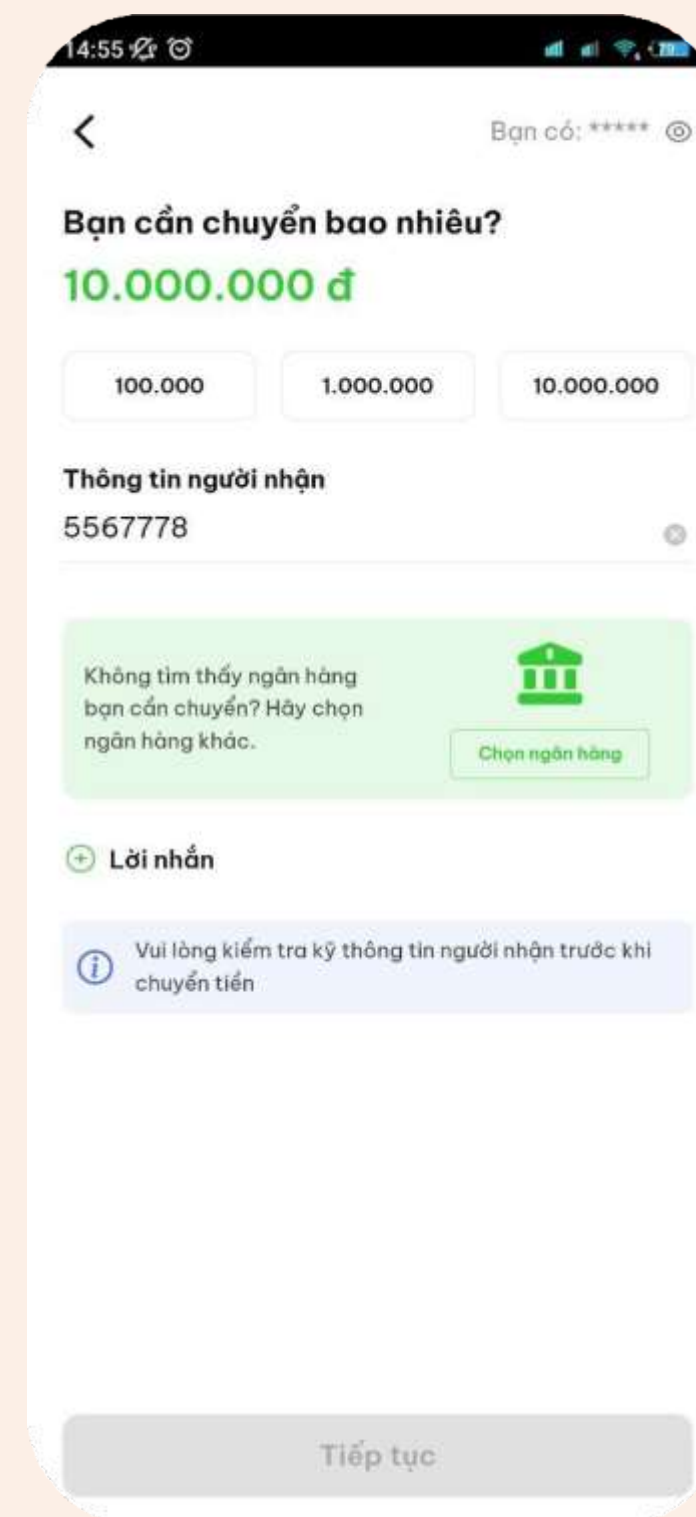 14:55
79
Bạn có: *****
Bạn cần chuyển bao nhiêu?
10.000.000 đ
100.000
1.000.000
10.000.000
Thông tin người nhận
5567778
Không tìm thấy ngân hàng
bạn cần chuyển? Hãy chọn
ngân hàng khác.
Chọn ngân hàng
Lời nhắn
Vui lòng kiểm tra kỹ thông tin người nhận trước khi
chuyển tiền
Tiếp tục